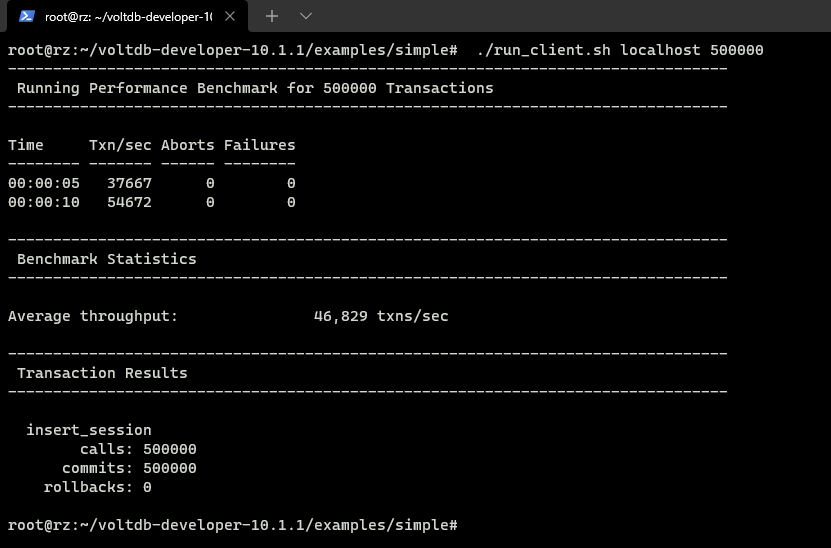 root@rz: ~/voltdb-developer-10
root@rz:~/voltdb-developer-10.1.1/examples/simple#  ./run_client.sh localhost 500000
--------------------------------------------------------------------------------
 Running Performance Benchmark for 500000 Transactions
--------------------------------------------------------------------------------
Time     Txn/sec Aborts Failures
-------- ------- ------ --------
00:00:05   37667      0        0
00:00:10   54672      0        0
--------------------------------------------------------------------------------
 Benchmark Statistics
--------------------------------------------------------------------------------
Average throughput:               46,829 txns/sec
--------------------------------------------------------------------------------
 Transaction Results
--------------------------------------------------------------------------------
  insert_session
        calls: 500000
      commits: 500000
    rollbacks: 0
root@rz:~/voltdb-developer-10.1.1/examples/simple#